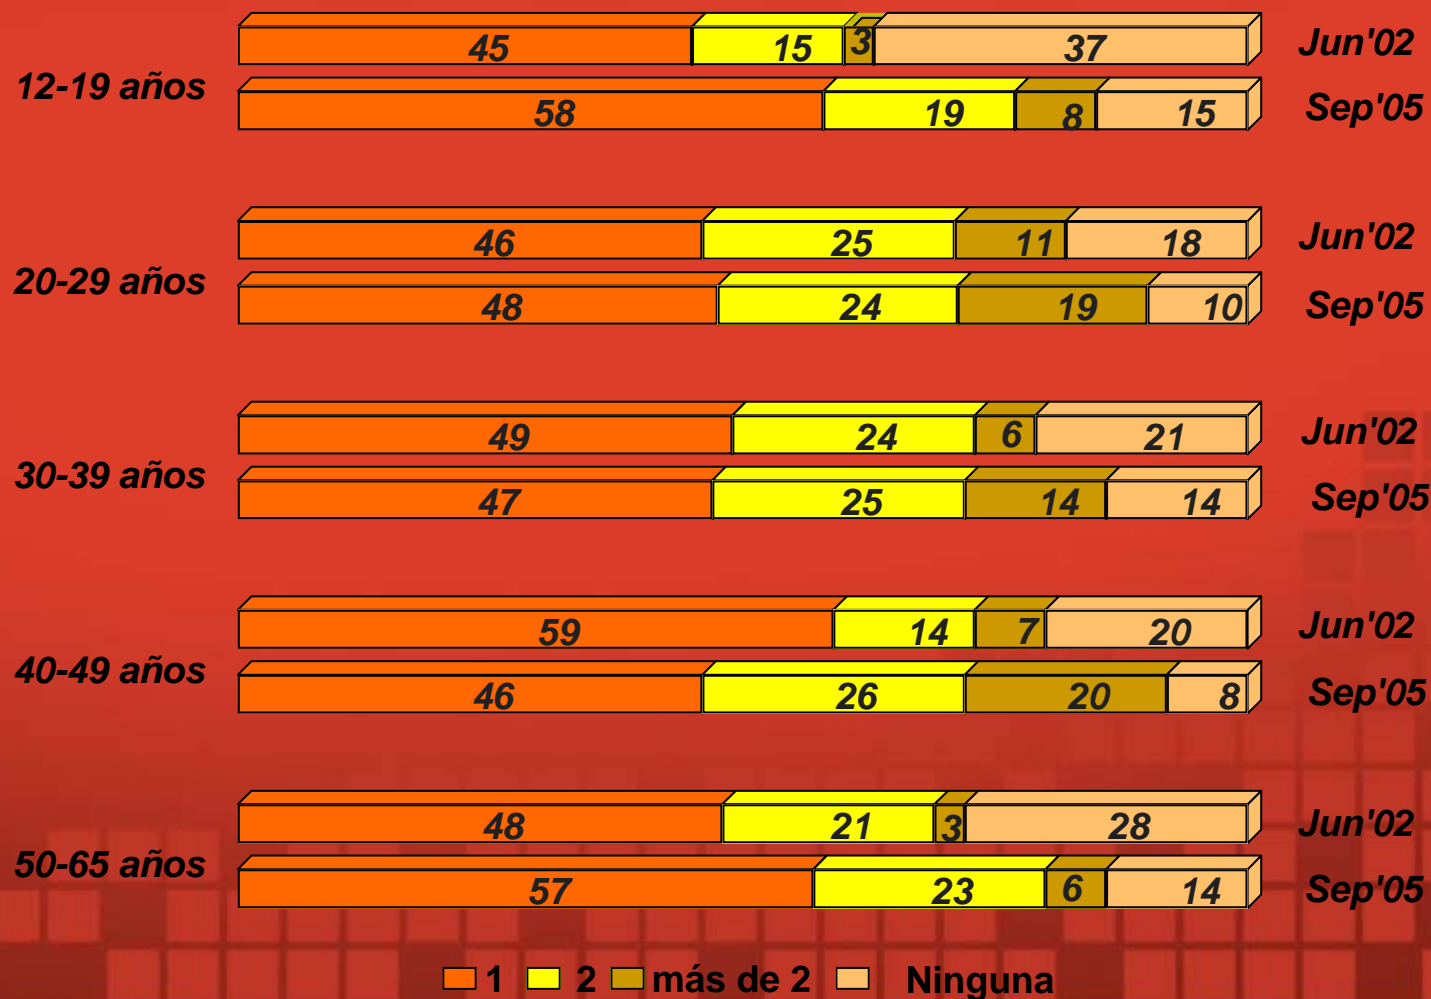 45 15 3 37 Jun'02
12-19 años
58 19 8 15 Sep'05
46 25 11 18 Jun'02
20-29 años
48 24 19 10 Sep'05
49 24 6 21 Jun'02
30-39 años
47 25 14 14 Sep'05
59 14 7 20 Jun'02
40-49 años
46 26 20 8 Sep'05
48 21 3 28 Jun'02
50-65 años
57 23 6 14 Sep'05
1 2 más de 2 Ninguna